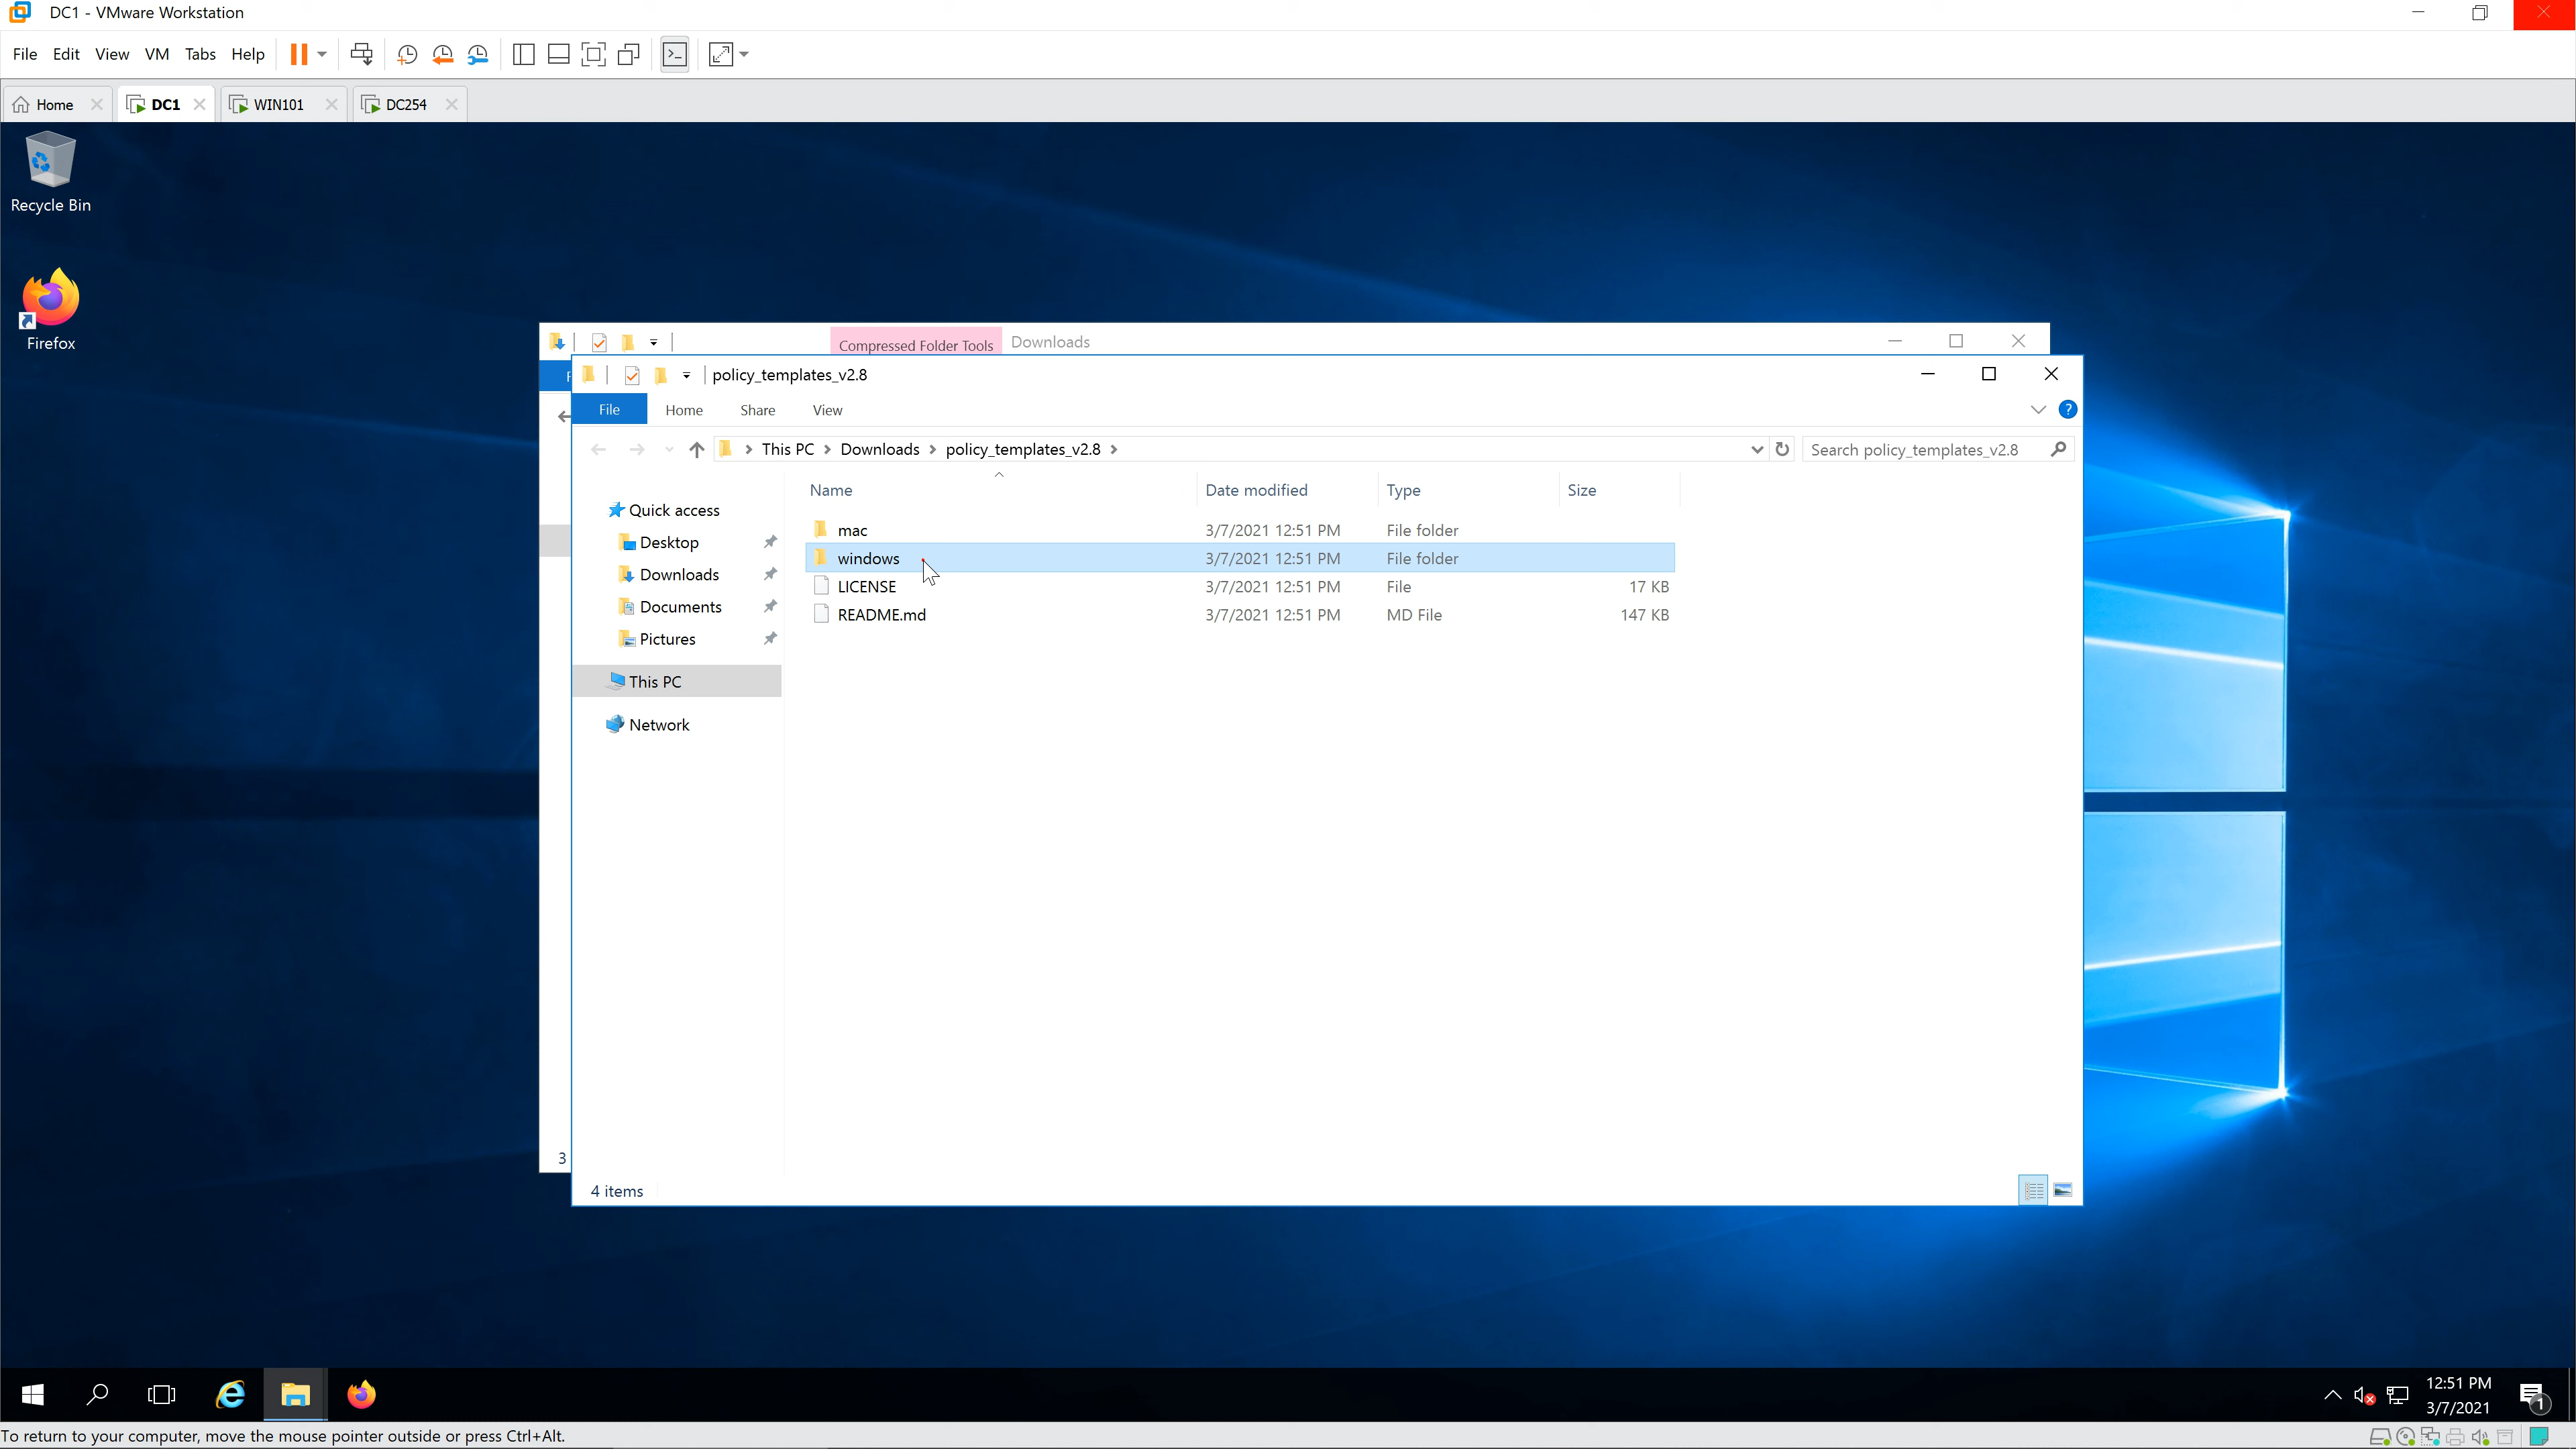 DC1 - VMware Workstation
File Edit View VM Tabs Help
Home DC1 WIN101 DC254
Recycle Bin
Firefox
Compressed Folder Tools Downloads
policy_templates_v2.8
File Home Share View
This PC Downloads policy_templates_v2.8
Search policy_templates_v2.8
Name Date modified Type Size
Quick access
Desktop
Downloads
Documents
Pictures
This PC
Network
mac 3/7/2021 12:51 PM File folder
windows 3/7/2021 12:51 PM File folder
LICENSE 3/7/2021 12:51 PM File 17 KB
README.md 3/7/2021 12:51 PM MD File 147 KB
3
4 items
12:51 PM
3/7/2021
1
To return to your computer, move the mouse pointer outside or press Ctrl+Alt.